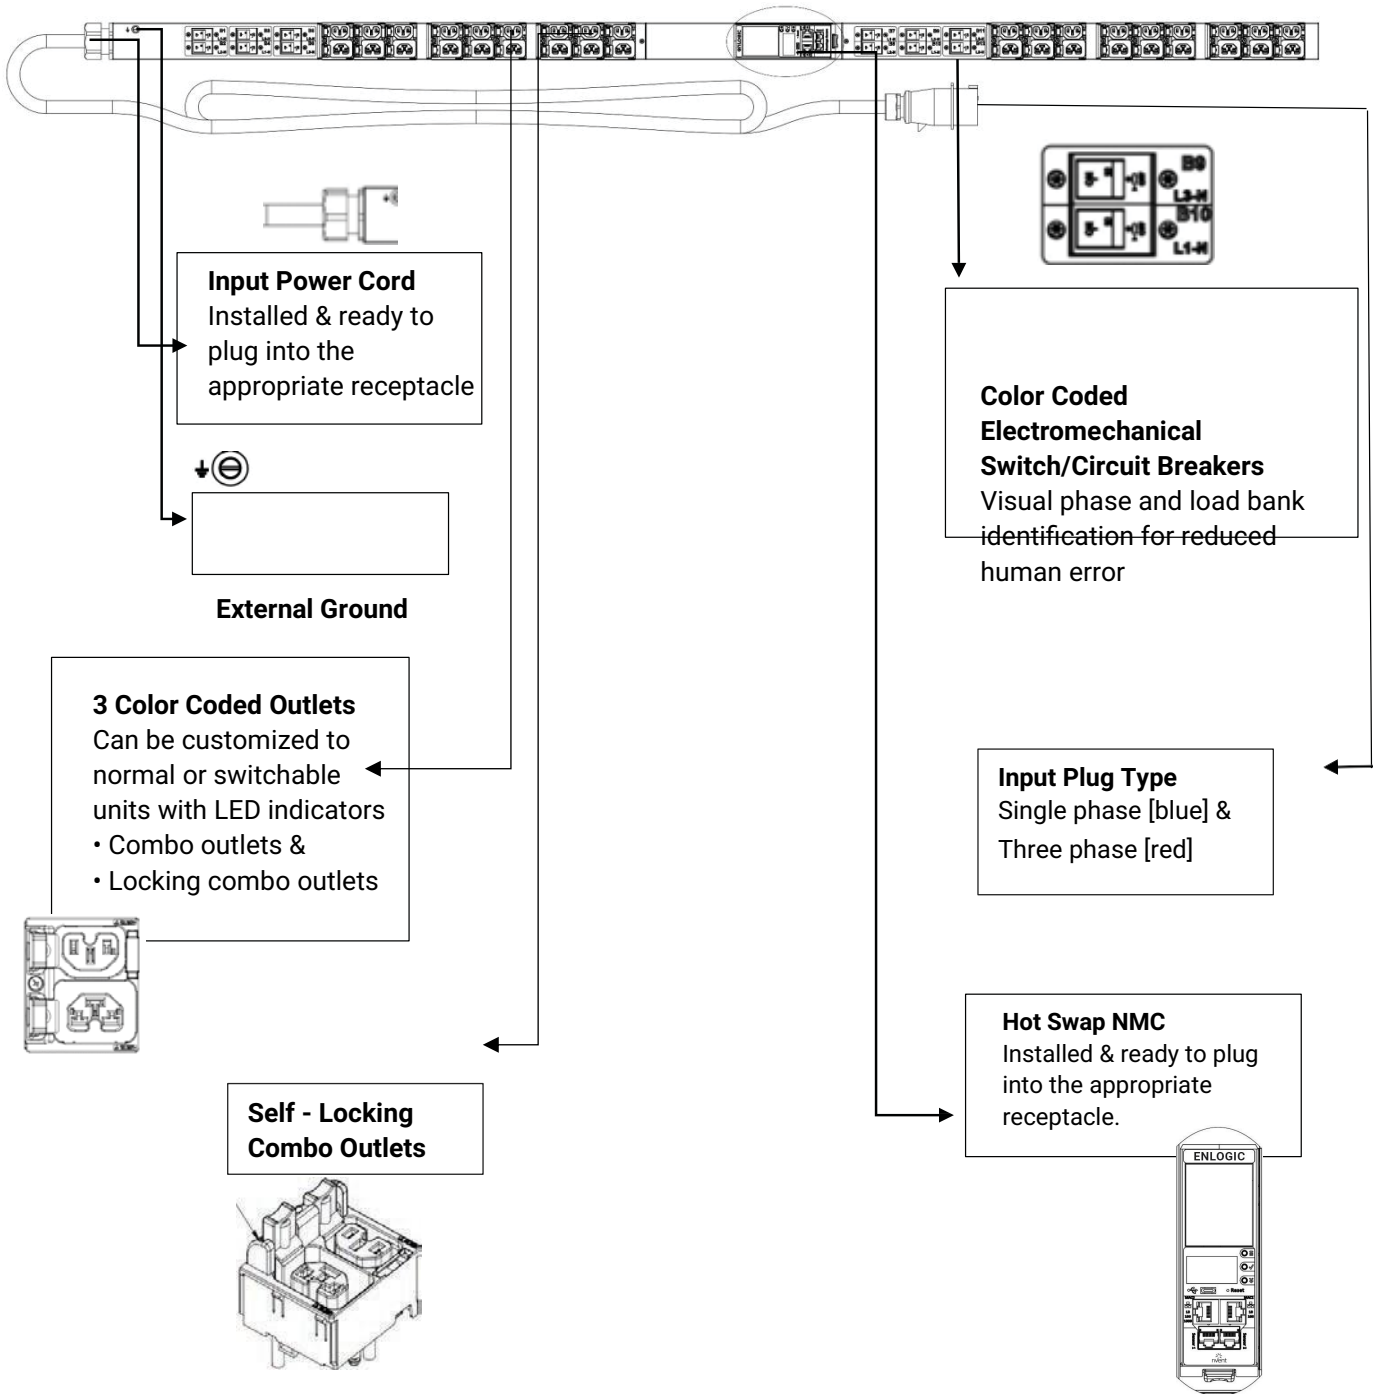 B9
L3-N
B10
L1-N
Input Power Cord
Installed & ready to
plug into the
appropriate receptacle
Color Coded
Electromechanical
Switch/Circuit Breakers
Visual phase and load bank
identification for reduced
human error
External Ground
3 Color Coded Outlets
Can be customized to
normal or switchable
units with LED indicators
• Combo outlets &
• Locking combo outlets
Input Plug Type
Single phase [blue] &
Three phase [red]
Hot Swap NMC
Installed & ready to plug
into the appropriate
receptacle.
Self - Locking
Combo Outlets
ENLOGIC
Reset
nvent